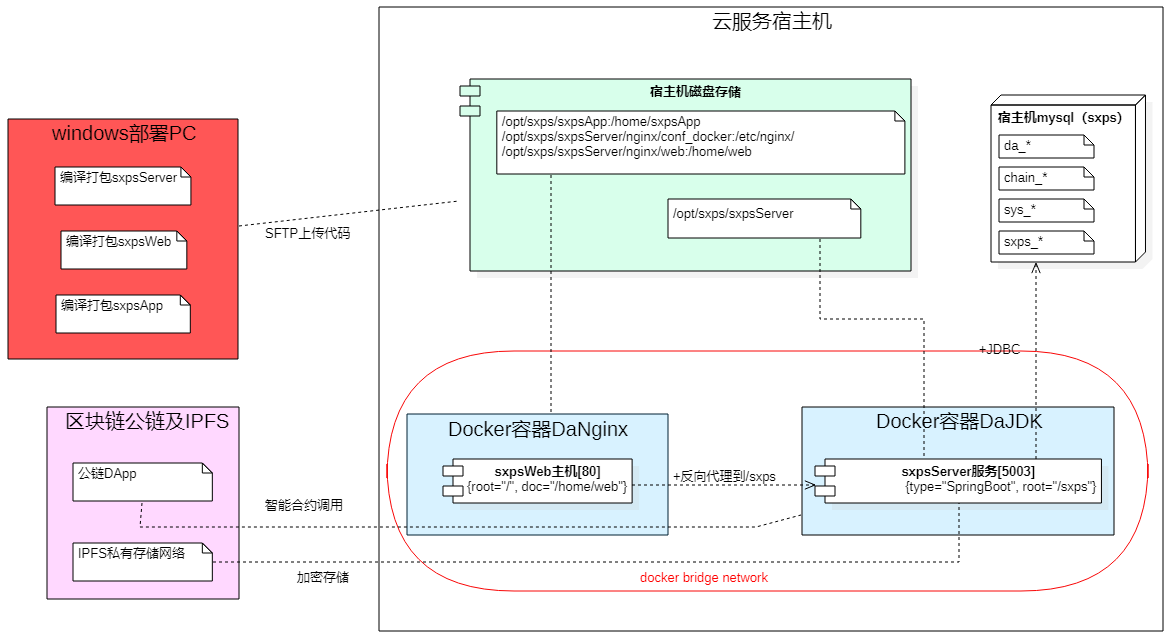 云服务宿主机
windows部署PC
编译打包sxpsServer
编译打包sxpsWeb
编译打包sxpsApp
SFTP上传代码
宿主机磁盘存储
/opt/sxps/sxpsApp:/home/sxpsApp
/opt/sxps/sxpsServer/nginx/conf_docker:/etc/nginx/
/opt/sxps/sxpsServer/nginx/web:/home/web
/opt/sxps/sxpsServer
宿主机mysql（sxps）
da_*
chain_*
sys_*
sxps_*
+JDBC
区块链公链及IPFS
公链DApp
IPFS私有存储网络
智能合约调用
加密存储
Docker容器DaNginx
sxpsWeb主机[80]
{root="/", doc="/home/web"}
+反向代理到/sxps
Docker容器DaJDK
sxpsServer服务[5003]
{type="SpringBoot", root="/sxps"}
docker bridge network